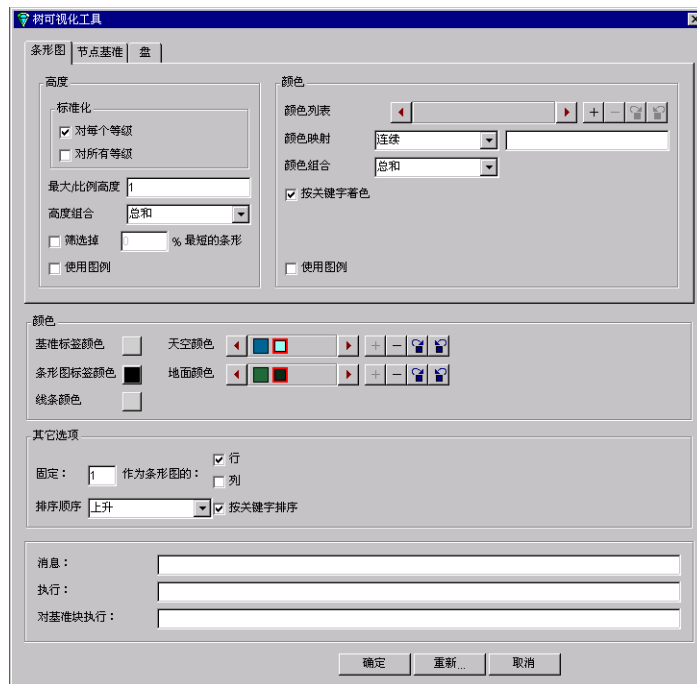 树可视化工具
条形图 节点基准 盘
高度
标准化
对每个等级
对所有等级
最大/比例高度 1
高度组合 总和
筛选掉 0 % 最短的条形
使用图例
颜色
颜色列表 + −
颜色映射 连续
颜色组合 总和
按关键字着色
使用图例
颜色
基准标签颜色 天空颜色 + −
条形图标签颜色 地面颜色 + −
线条颜色
其它选项
固定： 1 作为条形图的： 行
列
排序顺序 上升 按关键字排序
消息：
执行：
对基准块执行：
确定 重新... 取消